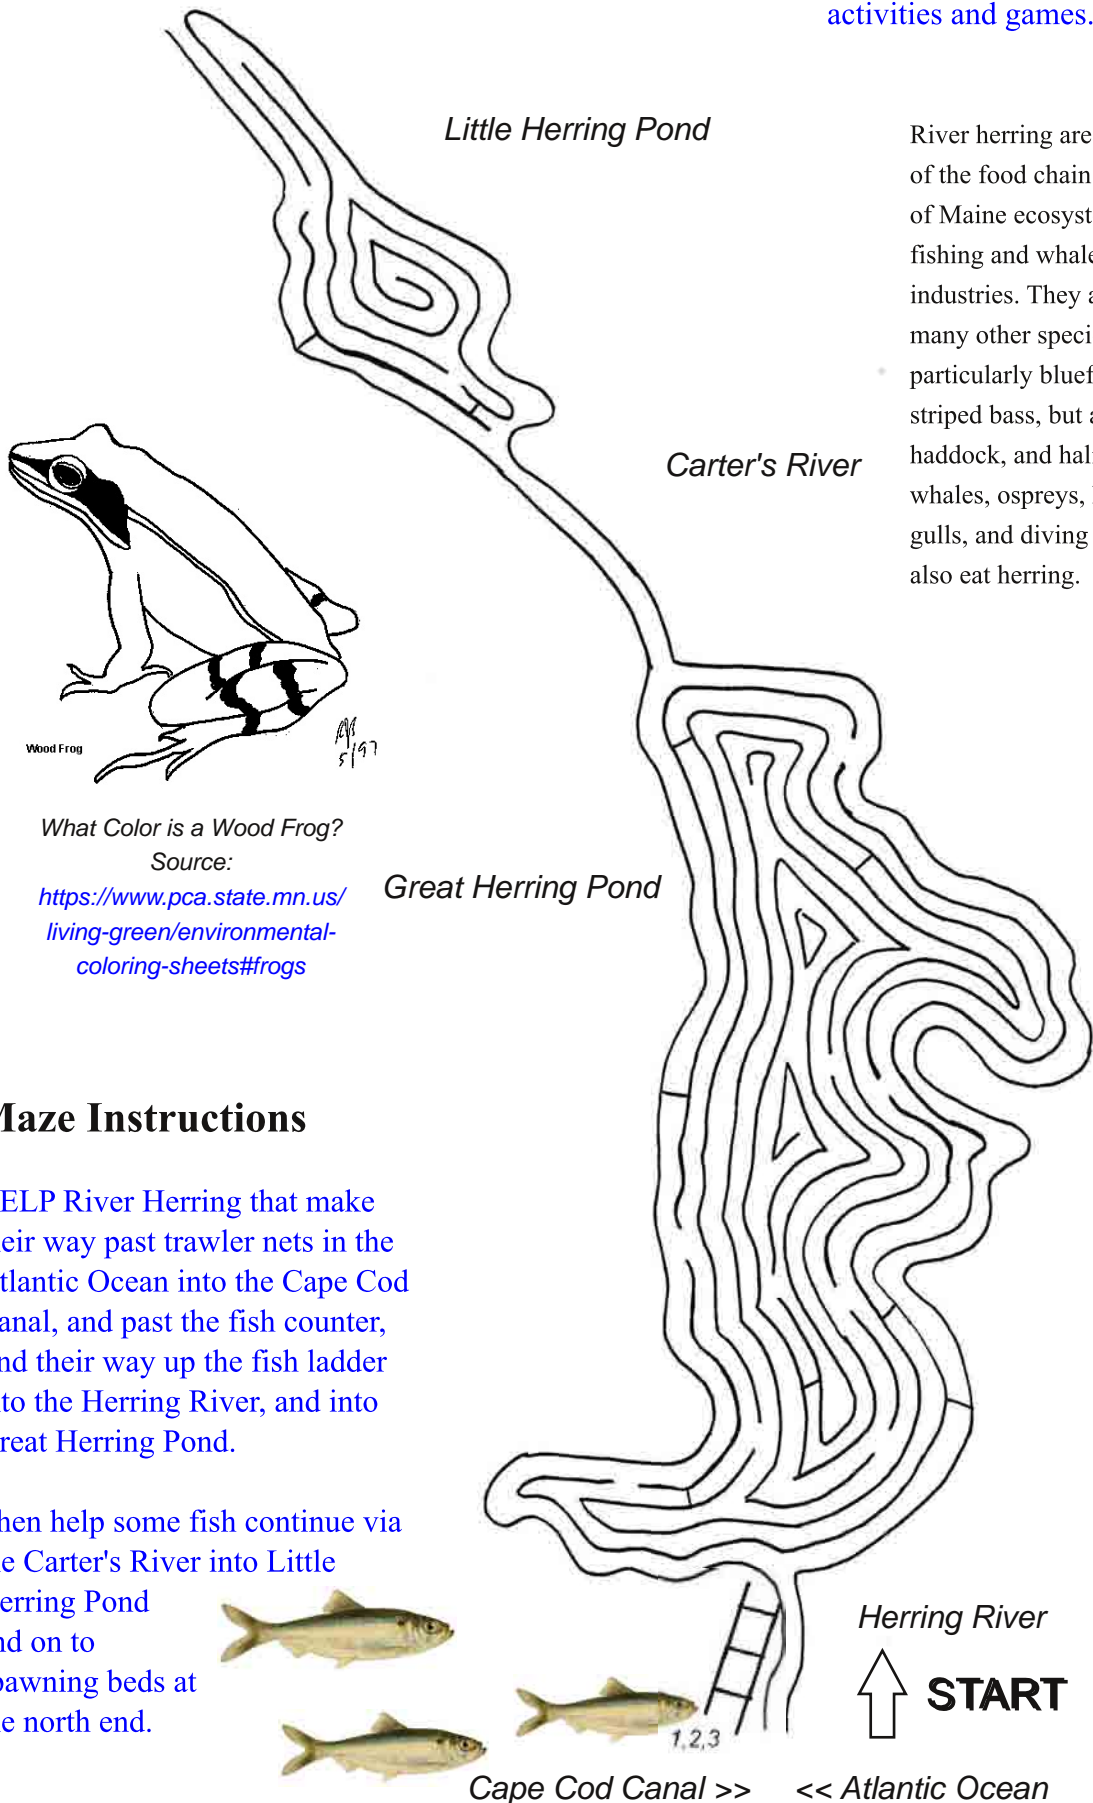 activities and games.
Little Herring Pond
River herring are
of the food chain
of Maine ecosyst
fishing and whale
industries. They a
many other speci
particularly bluef
striped bass, but a
haddock, and hali
whales, ospreys,
gulls, and diving
also eat herring.
Carter's River
Wood Frog
5/97
What Color is a Wood Frog?
Source:
https://www.pca.state.mn.us/
living-green/environmental-
coloring-sheets#frogs
Great Herring Pond
Maze Instructions
ELP River Herring that make
eir way past trawler nets in the
tlantic Ocean into the Cape Cod
anal, and past the fish counter,
nd their way up the fish ladder
to the Herring River, and into
reat Herring Pond.
hen help some fish continue via
e Carter's River into Little
erring Pond
nd on to
pawning beds at
e north end.
Herring River
START
1,2,3
Cape Cod Canal >> << Atlantic Ocean